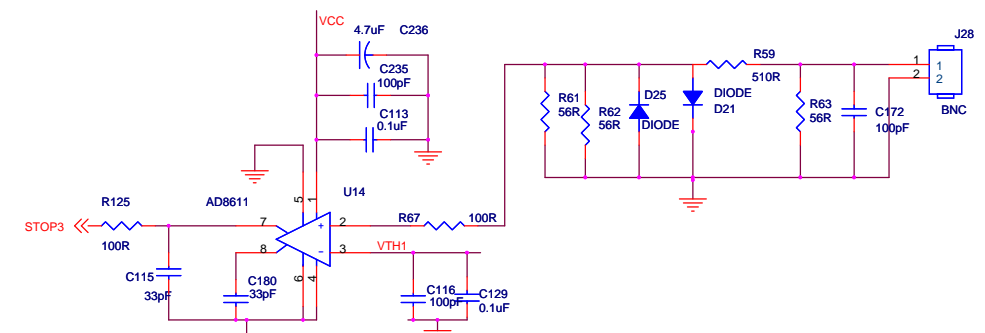 VCC
4.7uF C236
J28
C235
100pF
R59
510R
1 1
2 2
BNC
C113
0.1uF
R61
56R
R62
56R
D25
DIODE
DIODE
D21
R63
56R
C172
100pF
U14
AD8611
5 1
R125
100R
STOP3
7 + 2
8 - 3
R67 100R
VTH1
6 4
C115
33pF
C180
33pF
C116
100pF
C129
0.1uF